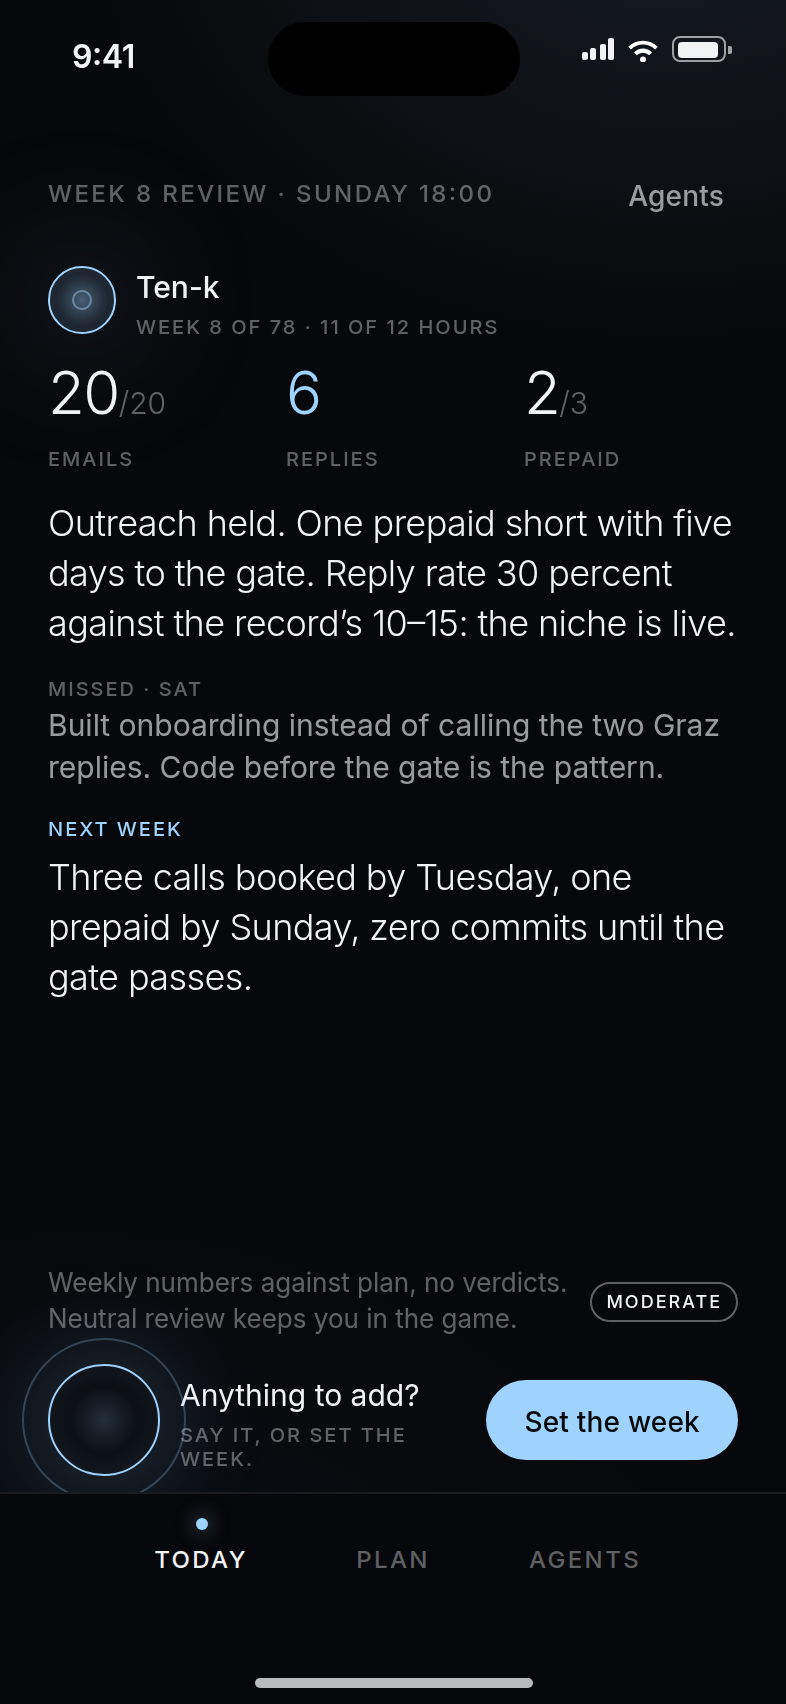 9:41
WEEK 8 REVIEW · SUNDAY 18:00
Agents
Ten-k
WEEK 8 OF 78 · 11 OF 12 HOURS
20/20
6
2/3
EMAILS
REPLIES
PREPAID
Outreach held. One prepaid short with five
days to the gate. Reply rate 30 percent
against the record’s 10–15: the niche is live.
MISSED · SAT
Built onboarding instead of calling the two Graz
replies. Code before the gate is the pattern.
NEXT WEEK
Three calls booked by Tuesday, one
prepaid by Sunday, zero commits until the
gate passes.
Weekly numbers against plan, no verdicts.
Neutral review keeps you in the game.
MODERATE
Anything to add?
SAY IT, OR SET THE
WEEK.
Set the week
TODAY
PLAN
AGENTS